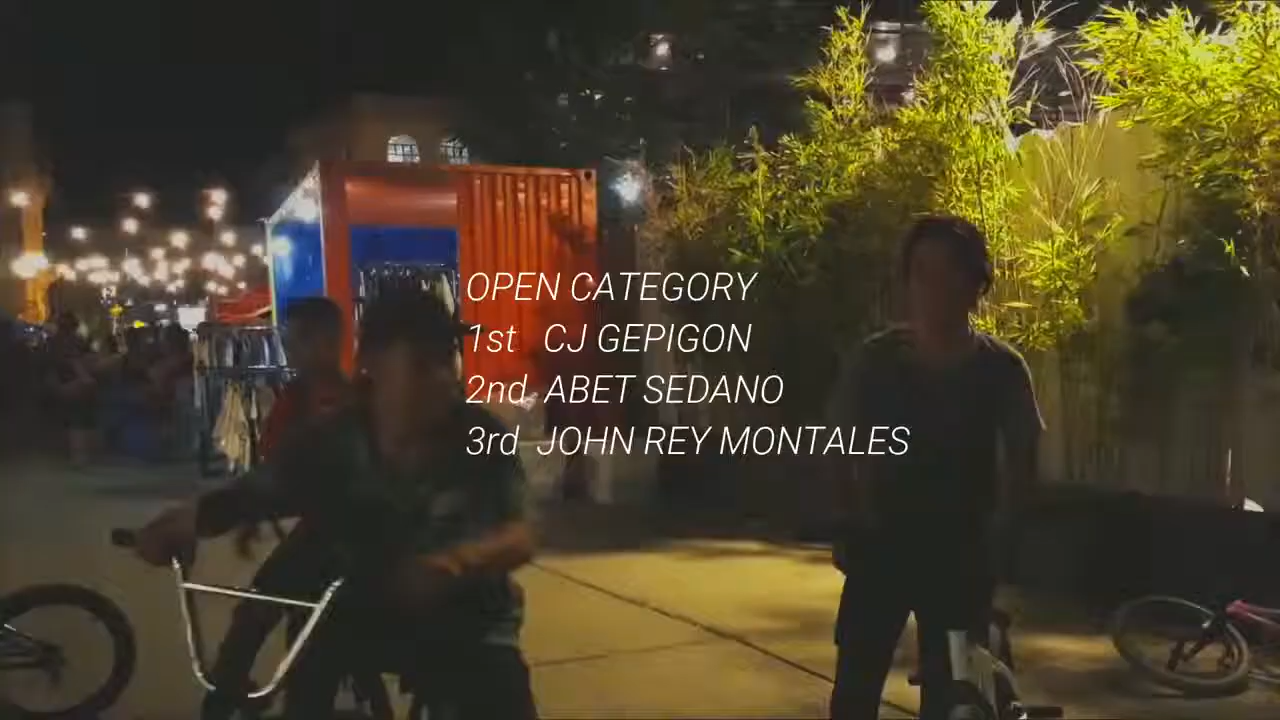 OPEN CATEGORY
1st CJ GEPIGON
2nd ABET SEDANO
3rd JOHN REY MONTALES